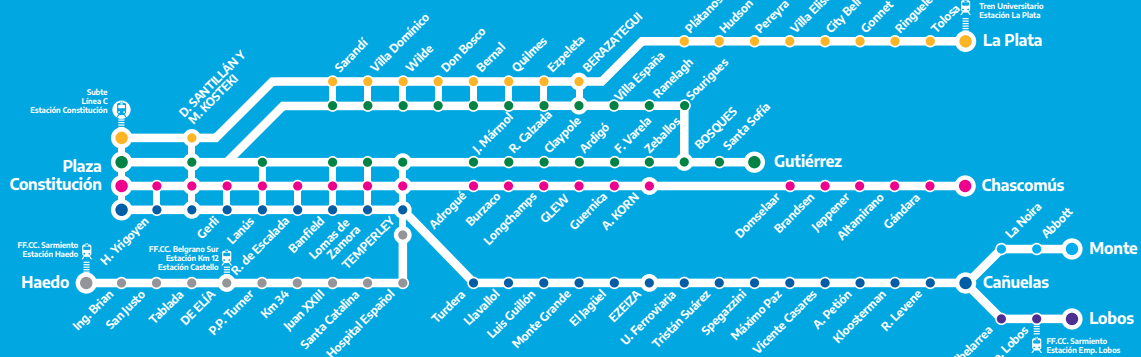 Tren Universitario
Estación La Plata
Plátanos
Hudson
Pereyra
City Bell
Gonnet
Tolosa
La Plata
Sarandí
Villa Domínico
Wilde
Don Bosco
Bernal
Quilmes
Ezpeleta
BERAZATEGUI
D. SANTILLÁN Y
M. KOSTEKI
Subte
Línea C
Estación Constitución
Villa España
Ranelagh
Sourigues
Plaza
Constitución
J. Mármol
R. Calzada
Claypole
Ardigó
F. Varela
Zeballos
BOSQUES
Santa Sofía
Gutiérrez
Chascomús
H. Yrigoyen
Gerli
Lanús
R. de Escalada
Banfield
Lomas de
Zamora
TEMPERLEY
Adrogué
Burzaco
Longchamps
GLEW
Guernica
A. KORN
Domselaar
Brandsen
Jeppener
Altamirano
Gándara
FF.CC. Sarmiento
Estación Haedo
FF.CC. Belgrano Sur
Estación Km 12
Estación Castello
Haedo
Ing. Brian
San Justo
Tablada
DE ELÍA
P.P. Turner
Km 34
Juan XXIII
Santa Catalina
Hospital Español
Turdera
Llavallol
Luis Guillón
Monte Grande
El Jagüel
EZEIZA
U. Ferroviaria
Tristán Suárez
Spegazzini
Máximo Paz
Vicente Casares
A. Petión
Kloosterman
R. Levene
Cañuelas
La Noria
Abbott
Monte
Lobos
FF.CC. Sarmiento
Estación Emp. Lobos